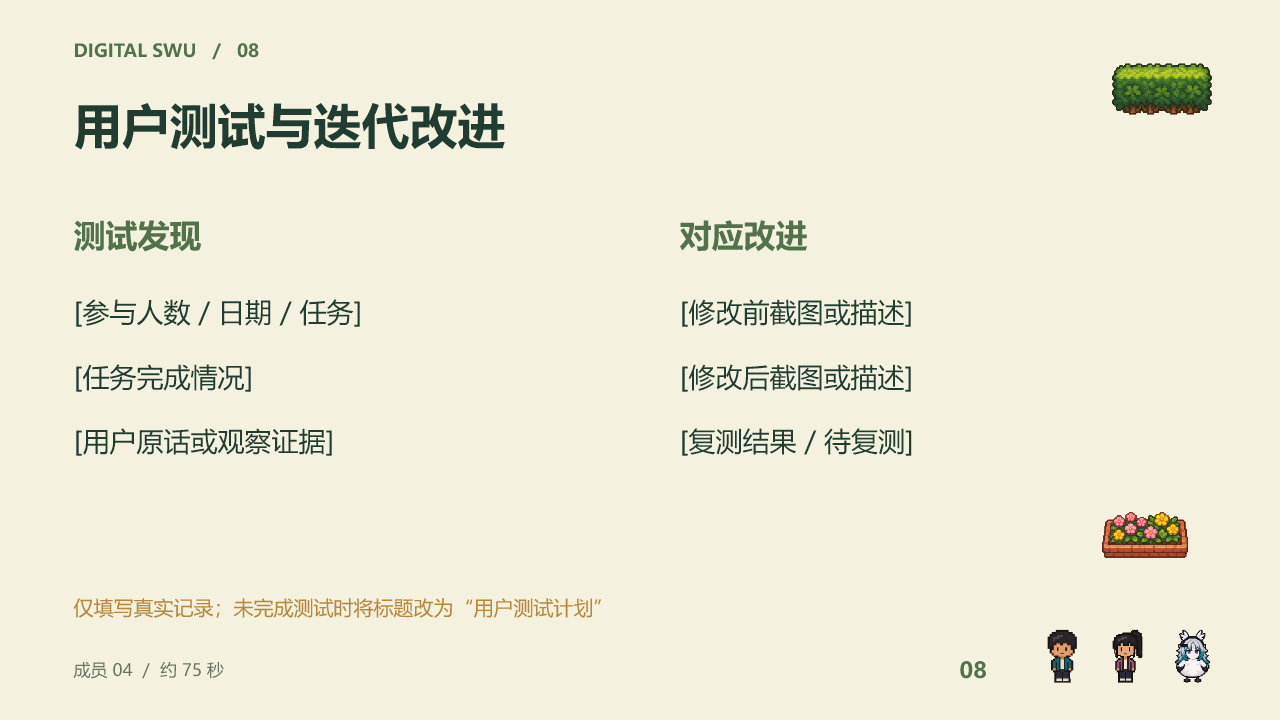 DIGITAL SWU / 08
用户测试与迭代改进
测试发现
[参与人数 / 日期 / 任务]
[任务完成情况]
[用户原话或观察证据]
对应改进
[修改前截图或描述]
[修改后截图或描述]
[复测结果 / 待复测]
仅填写真实记录；未完成测试时将标题改为“用户测试计划”
成员 04 / 约 75 秒
08